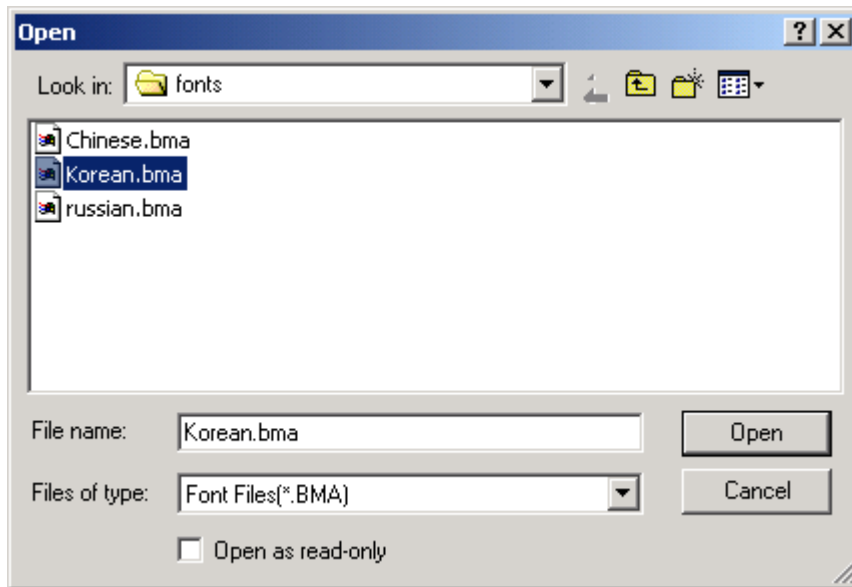 Open
Look in: fonts
Chinese.bma
Korean.bma
russian.bma
File name: Korean.bma Open
Files of type: Font Files(*.BMA) Cancel
Open as read-only